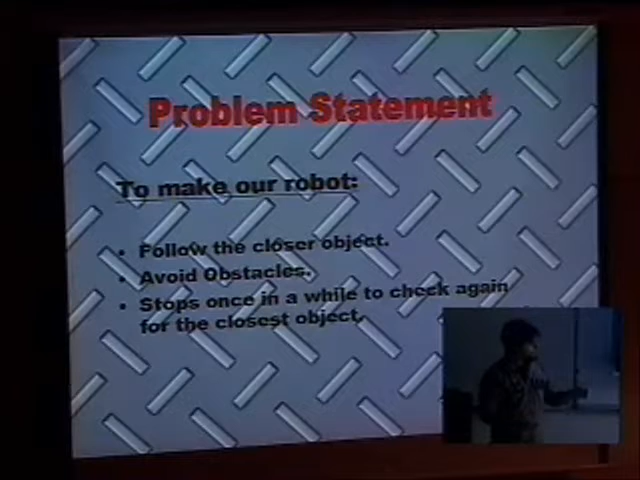 Problem Statement
To make our robot:
• Follow the closer object.
• Avoid Obstacles.
• Stops once in a while to check again
for the closest object.